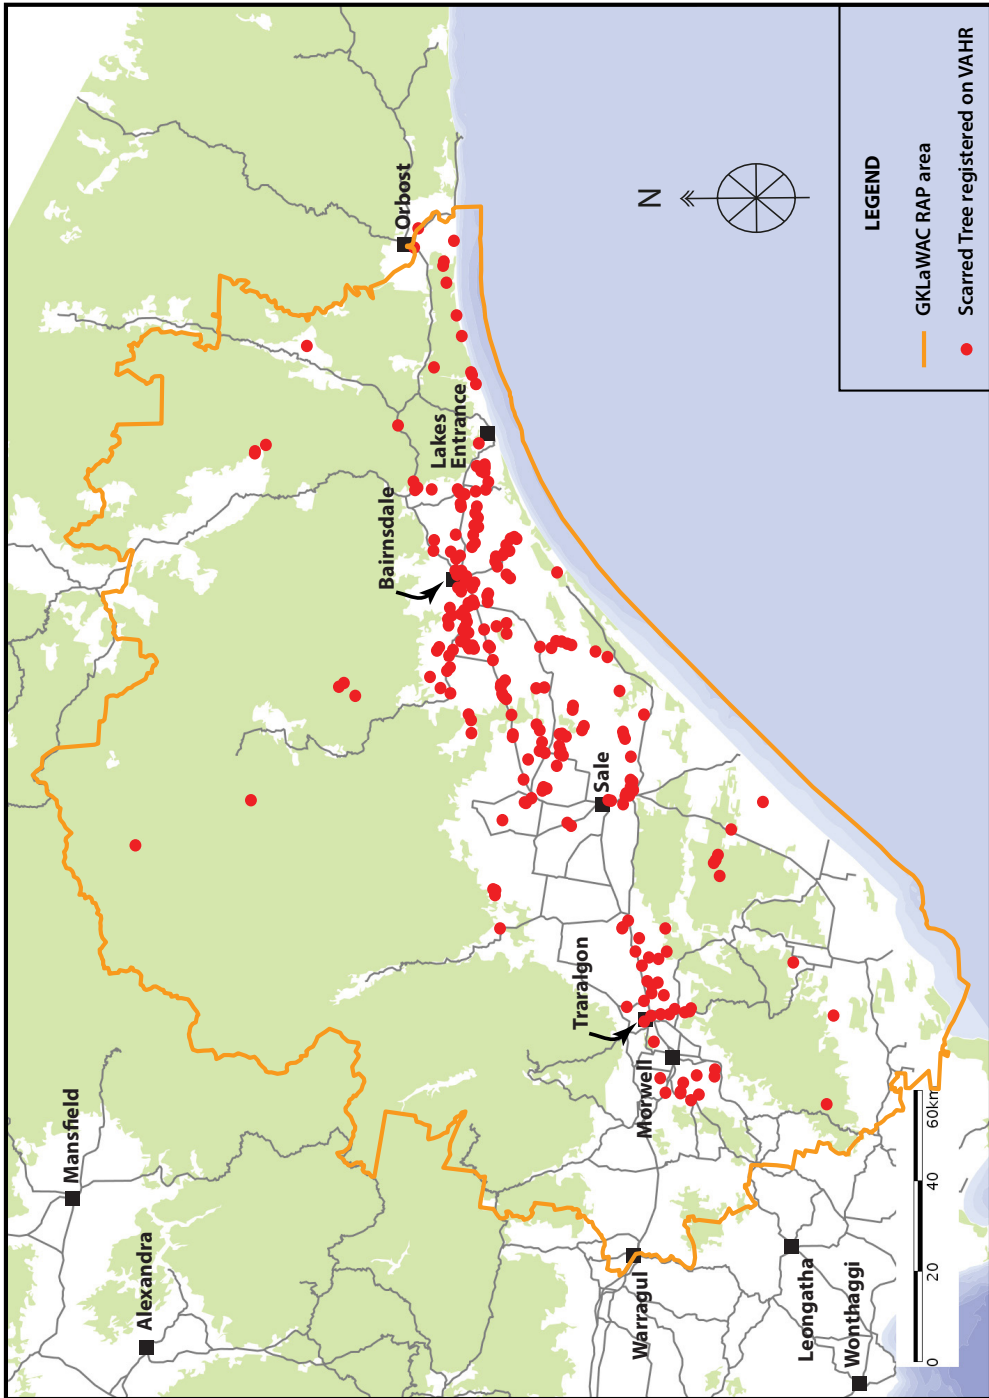 Mansfield
Alexandra
Orbost
Lakes
Entrance
Bairnsdale
Sale
Traralgon
Morwell
Warragul
Leongatha
Wonthaggi
N
0 20 40 60km
LEGEND
GKLaWAC RAP area
Scarred Tree registered on VAHR